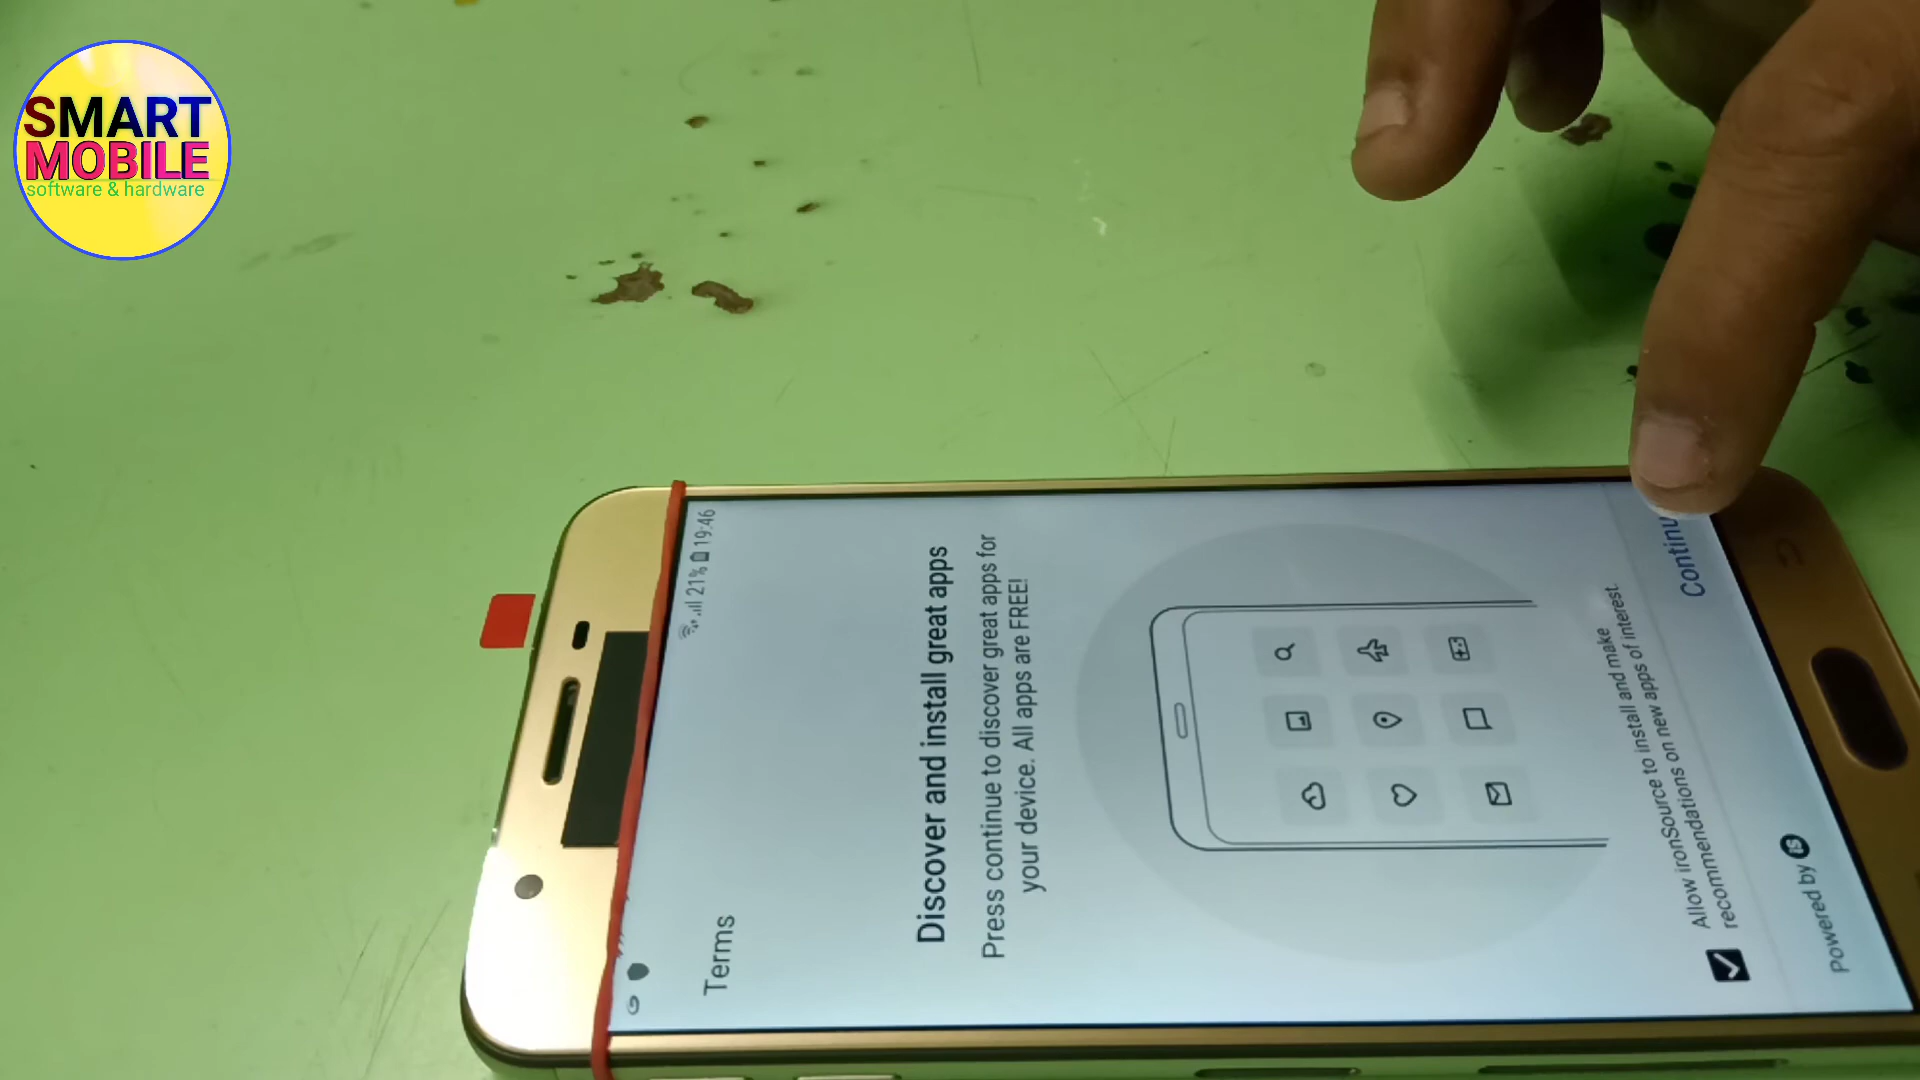 SMART
MOBILE
software & hardware
21% 19:46
Terms
Discover and install great apps
Press continue to discover great apps for
your device. All apps are FREE!
Allow ironSource to install and make
recommendations on new apps of interest.
Continu
Powered by is